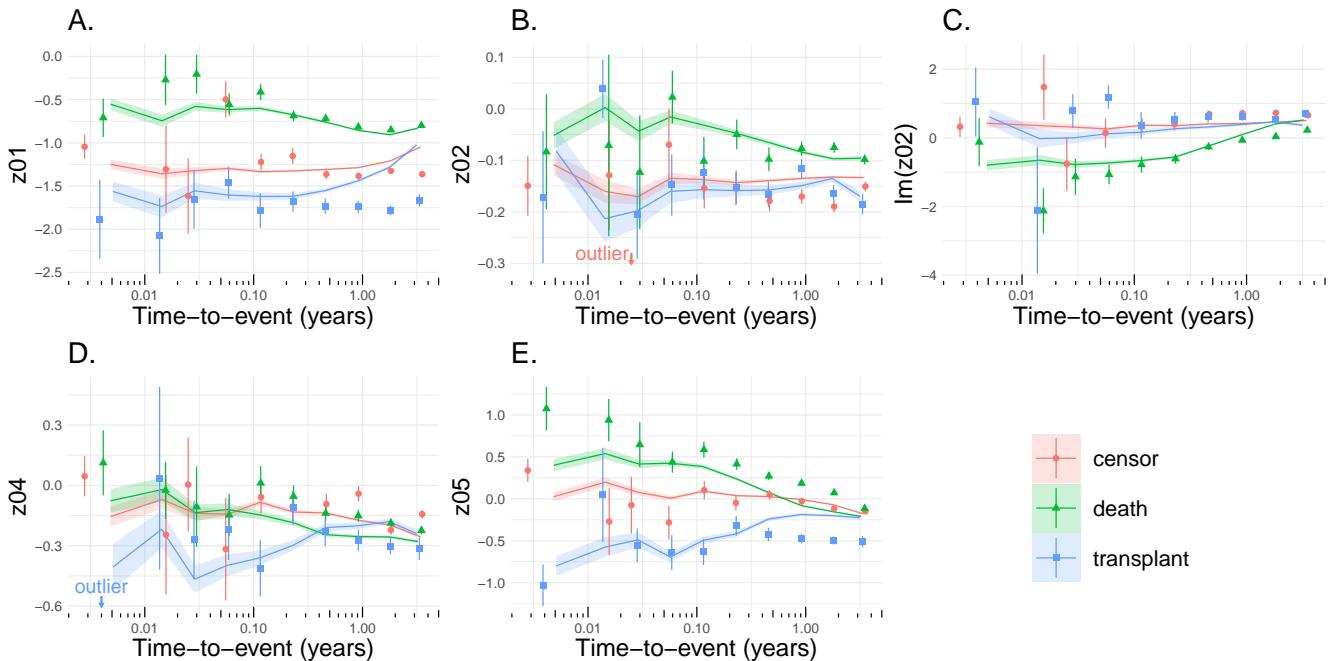 A.
B.
C.
z01
0.0
−0.5
−1.0
−1.5
−2.0
−2.5
0.01
0.10
1.00
Time−to−event (years)
z02
0.1
0.0
−0.1
−0.2
−0.3
outlier
0.01
0.10
1.00
Time−to−event (years)
Im(z02)
2
0
−2
−4
0.01
0.10
1.00
Time−to−event (years)
D.
E.
z04
0.3
0.0
−0.3
−0.6
outlier
0.01
0.10
1.00
Time−to−event (years)
z05
1.0
0.5
0.0
−0.5
−1.0
0.01
0.10
1.00
Time−to−event (years)
censor
death
transplant